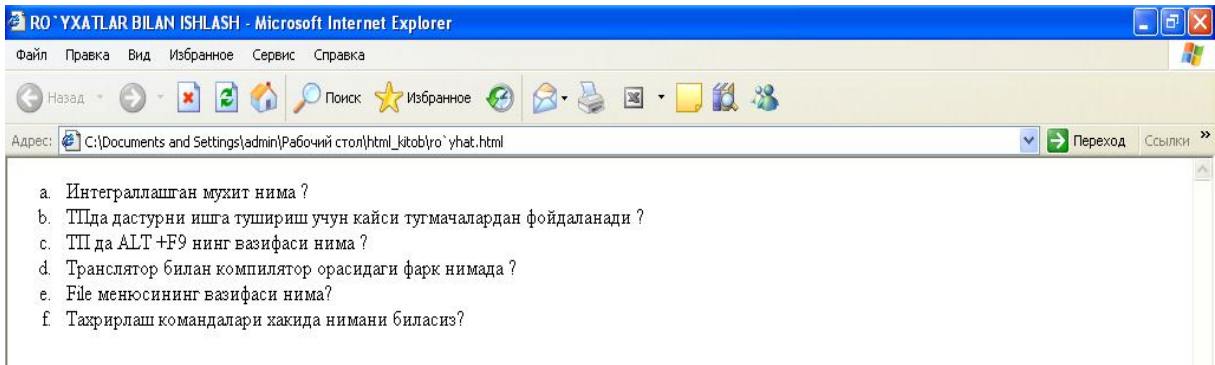 RO`YXATLAR BILAN ISHLASH - Microsoft Internet Explorer
Файл Правка Вид Избранное Сервис Справка
Назад Поиск Избранное
Адрес: C:\Documents and Settings\admin\Рабочий стол\html_kitob\ro`yhat.html Переход Ссылки »
a. Интеграллашган мухит нима ?
b. ТПда дастурни ишга тушириш учун кайси тугмачалардан фойдаланади ?
c. ТП да ALT +F9 нинг вазифаси нима ?
d. Транслятор билан компилятор орасидаги фарк нимада ?
e. File менюсининг вазифаси нима?
f. Тахрирлаш командалари хакида нимани биласиз?